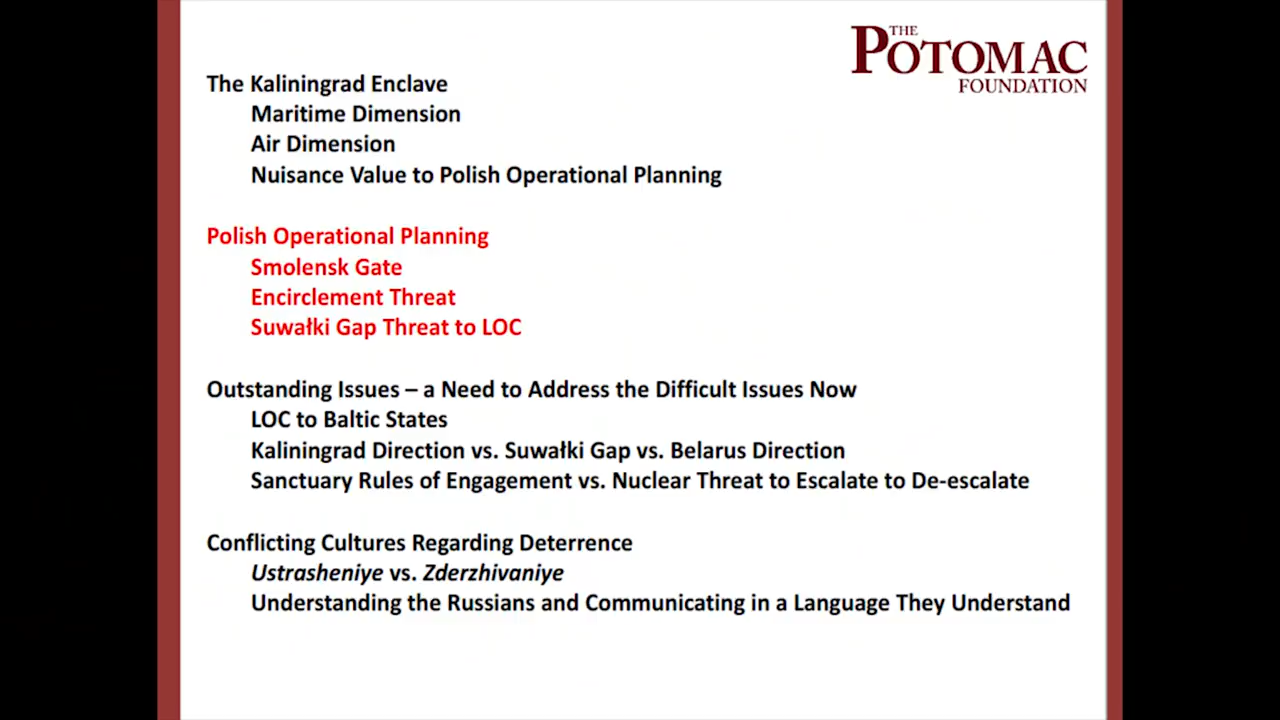 THE
POTOMAC
FOUNDATION
The Kaliningrad Enclave
Maritime Dimension
Air Dimension
Nuisance Value to Polish Operational Planning
Polish Operational Planning
Smolensk Gate
Encirclement Threat
Suwałki Gap Threat to LOC
Outstanding Issues – a Need to Address the Difficult Issues Now
LOC to Baltic States
Kaliningrad Direction vs. Suwałki Gap vs. Belarus Direction
Sanctuary Rules of Engagement vs. Nuclear Threat to Escalate to De-escalate
Conflicting Cultures Regarding Deterrence
Ustrasheniye vs. Zderzhivaniye
Understanding the Russians and Communicating in a Language They Understand